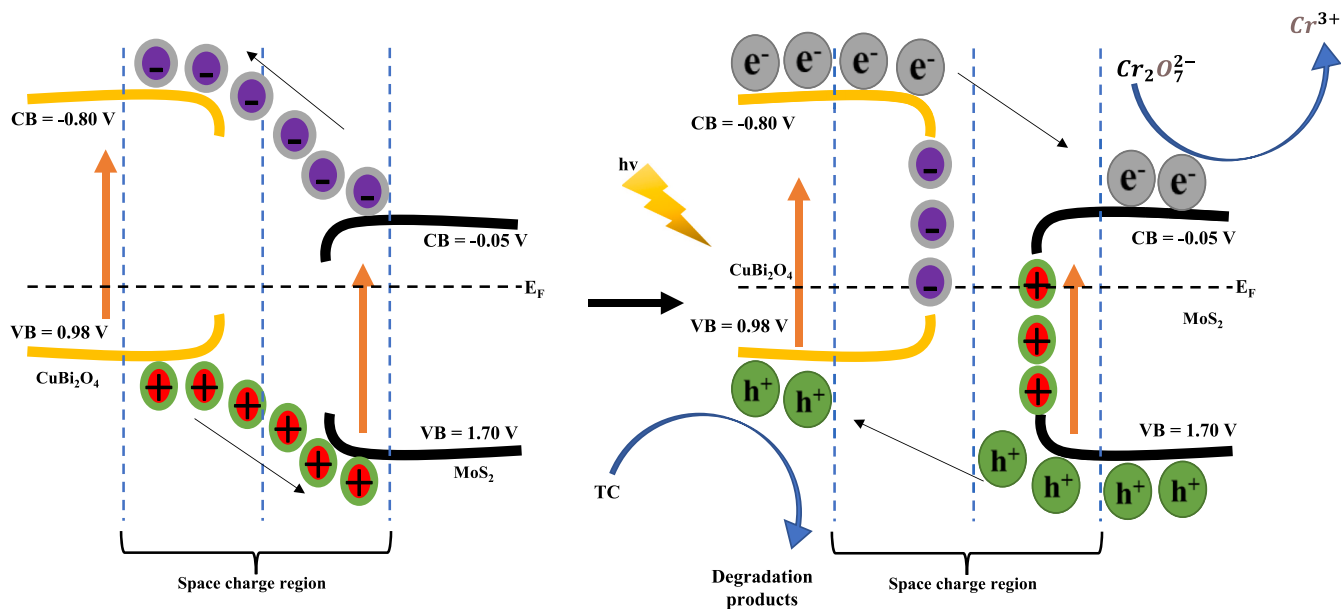 CB = -0.80 V
CB = -0.05 V
E_F
VB = 0.98 V
CuBi₂O₄
VB = 1.70 V
MoS₂
Space charge region
Cr³⁺
Cr₂O₇²⁻
e⁻ e⁻ e⁻ e⁻
CB = -0.80 V
hv
e⁻ e⁻
CB = -0.05 V
CuBi₂O₄
E_F
MoS₂
VB = 0.98 V
h⁺ h⁺
VB = 1.70 V
h⁺ h⁺ h⁺ h⁺
TC
Degradation
products
Space charge region